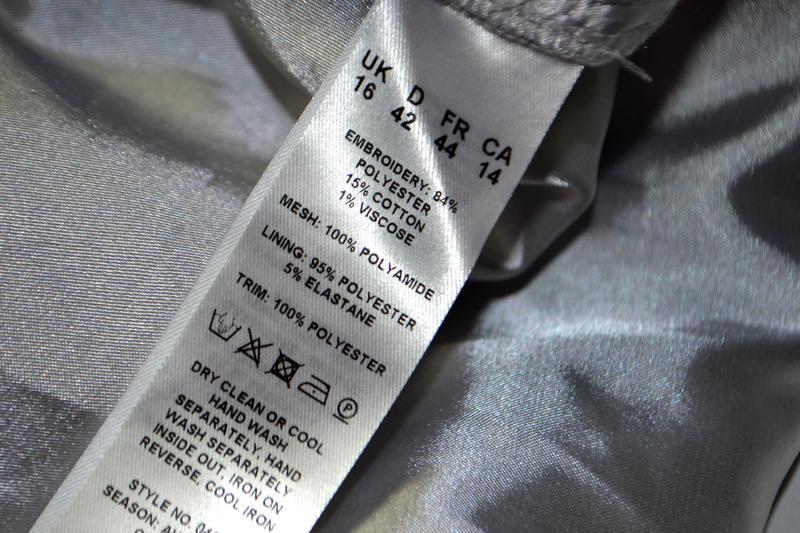 UK D FR CA
16 42 44 14
EMBROIDERY: 84%
POLYESTER
15% COTTON
1% VISCOSE
MESH: 100% POLYAMIDE
LINING: 95% POLYESTER
5% ELASTANE
TRIM: 100% POLYESTER
P
DRY CLEAN OR COOL
HAND WASH
SEPARATELY, HAND
WASH SEPARATELY
INSIDE OUT, IRON ON
REVERSE, COOL IRON
STYLE NO.
SEASON: